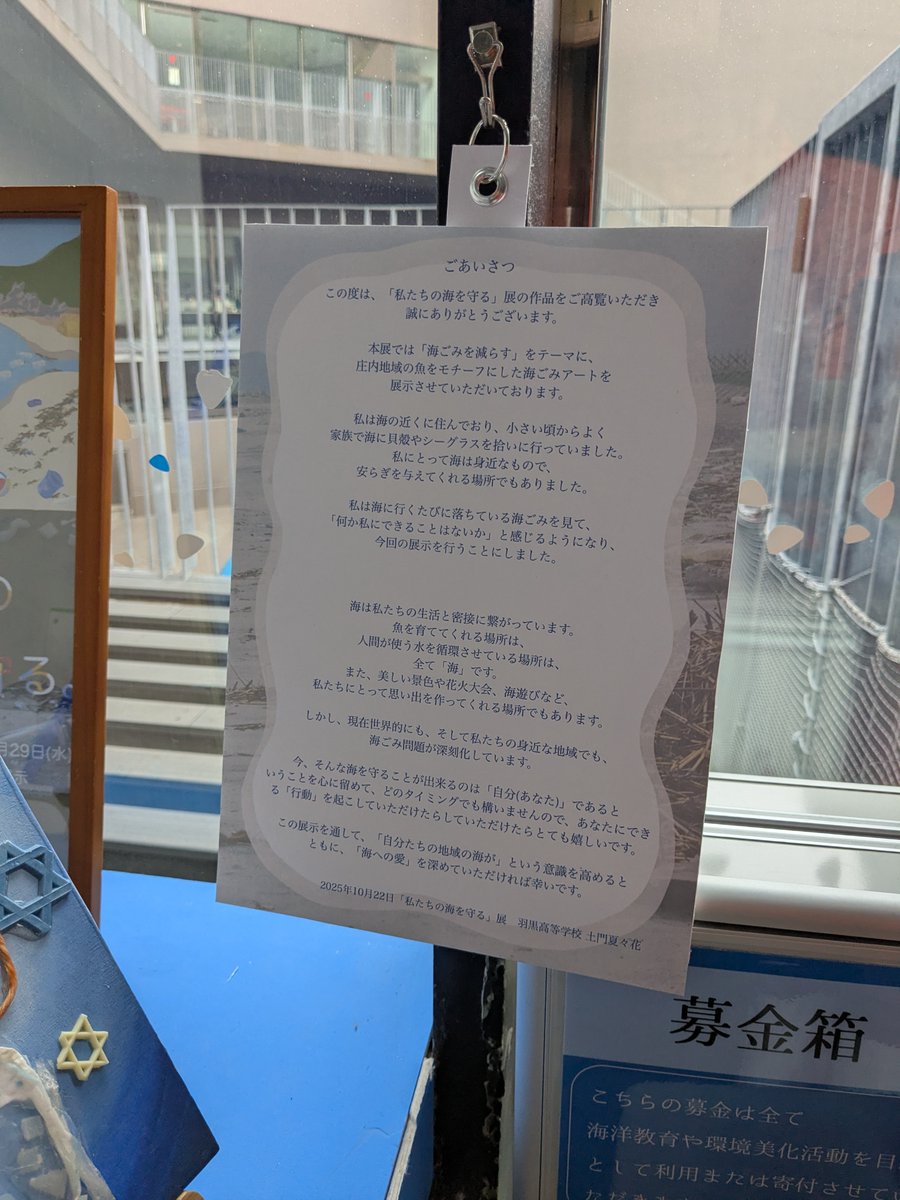 ごあいさつ
この度は、「私たちの海を守る」展の作品をご高覧いただき
誠にありがとうございます。
本展では「海ごみを減らす」をテーマに、
庄内地域の魚をモチーフにした海ごみアートを
展示させていただいております。
私は海の近くに住んでおり、小さい頃からよく
家族で海に貝殻やシーグラスを拾いに行っていました。
私にとって海は身近なもので、
安らぎを与えてくれる場所でもありました。
私は海に行くたびに落ちている海ごみを見て、
「何か私にできることはないか」と感じるようになり、
今回の展示を行うことにしました。
海は私たちの生活と密接に繋がっています。
魚を育ててくれる場所は、
人間が使う水を循環させている場所は、
全て「海」です。
また、美しい景色や花火大会、海遊びなど、
私たちにとって思い出を作ってくれる場所でもあります。
しかし、現在世界的にも、そして私たちの身近な地域でも、
海ごみ問題が深刻化しています。
今、そんな海を守ることが出来るのは「自分(あなた)」であると
いうことを心に留めて、どのタイミングでも構いませんので、あなたにでき
る「行動」を起こしていただけたらしていただけたらとても嬉しいです。
この展示を通して、「自分たちの地域の海が」という意識を高めると
ともに、「海への愛」を深めていただければ幸いです。
2025年10月22日「私たちの海を守る」展 羽黒高等学校 土門夏々花
の
る。
月29日(水)
示
募金箱
こちらの募金は全て
海洋教育や環境美化活動を目
として利用または寄付させてい